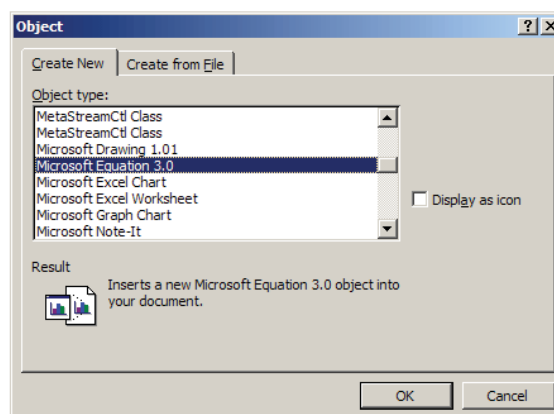 Object
Create New
Create from File
Object type:
MetaStreamCtl Class
MetaStreamCtl Class
Microsoft Drawing 1.01
Microsoft Equation 3.0
Microsoft Excel Chart
Microsoft Excel Worksheet
Microsoft Graph Chart
Microsoft Note-It
Display as icon
Result
Inserts a new Microsoft Equation 3.0 object into
your document.
OK
Cancel